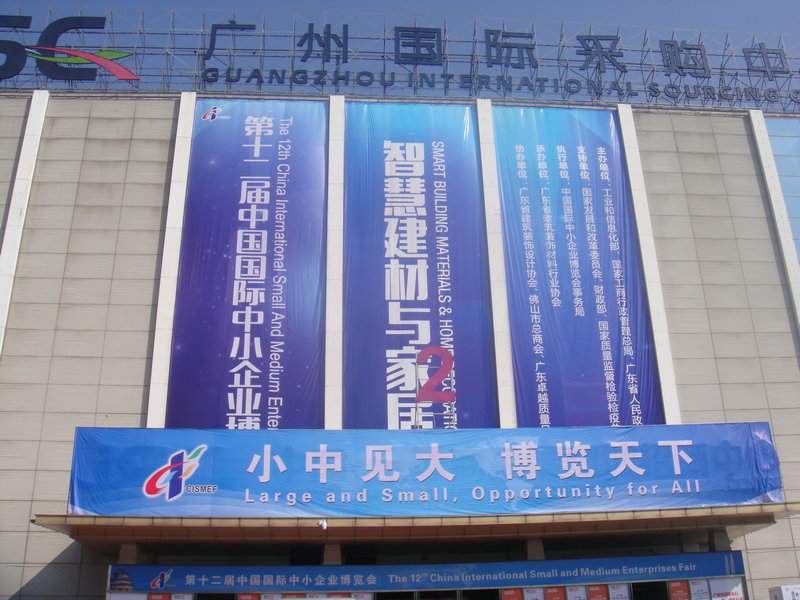 SC 广州国际采购中
GUANGZHOU INTERNATIONAL SOURCING C
CISMEF
The 12th China International Small And Medium Enter
第十二届中国国际中小企业博
SMART BUILDING MATERIALS & HOME
智慧建材与家居
2
主办单位:工业和信息化部、国家工商行政管理总局、广东省人民政
支持单位:国家发展和改革委员会、财政部、国家质量监督检验检疫
执行单位:中国国际中小企业博览会事务局
承办单位:广东省建筑装饰材料行业协会
协办单位:广东省建筑装饰设计协会、佛山市总商会、广东卓越质量
CISMEF
小中见大 博览天下
Large and Small, Opportunity for All
第十二届中国国际中小企业博览会 The 12th China International Small and Medium Enterprises Fair